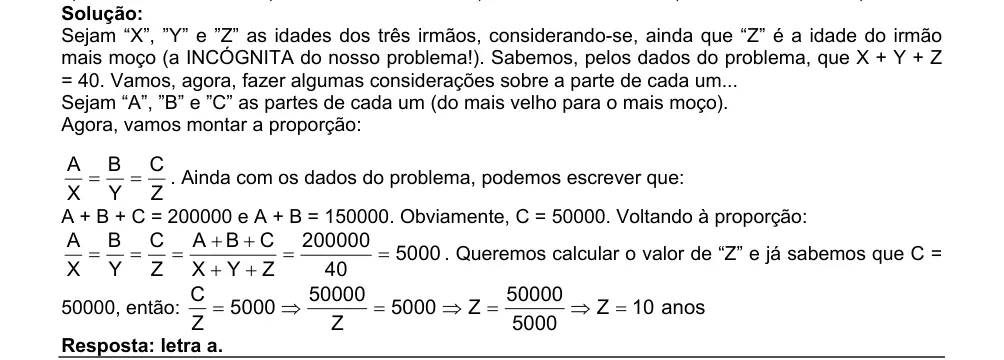 Solução:
Sejam “X”, ”Y” e ”Z” as idades dos três irmãos, considerando-se, ainda que “Z” é a idade do irmão
mais moço (a INCÓGNITA do nosso problema!). Sabemos, pelos dados do problema, que X + Y + Z
= 40. Vamos, agora, fazer algumas considerações sobre a parte de cada um...
Sejam “A”, ”B” e ”C” as partes de cada um (do mais velho para o mais moço).
Agora, vamos montar a proporção:
A/X = B/Y = C/Z . Ainda com os dados do problema, podemos escrever que:
A + B + C = 200000 e A + B = 150000. Obviamente, C = 50000. Voltando à proporção:
A/X = B/Y = C/Z = (A + B + C)/(X + Y + Z) = 200000/40 = 5000 . Queremos calcular o valor de “Z” e já sabemos que C =
50000, então: C/Z = 5000 ⇒ 50000/Z = 5000 ⇒ Z = 50000/5000 ⇒ Z = 10 anos
Resposta: letra a.